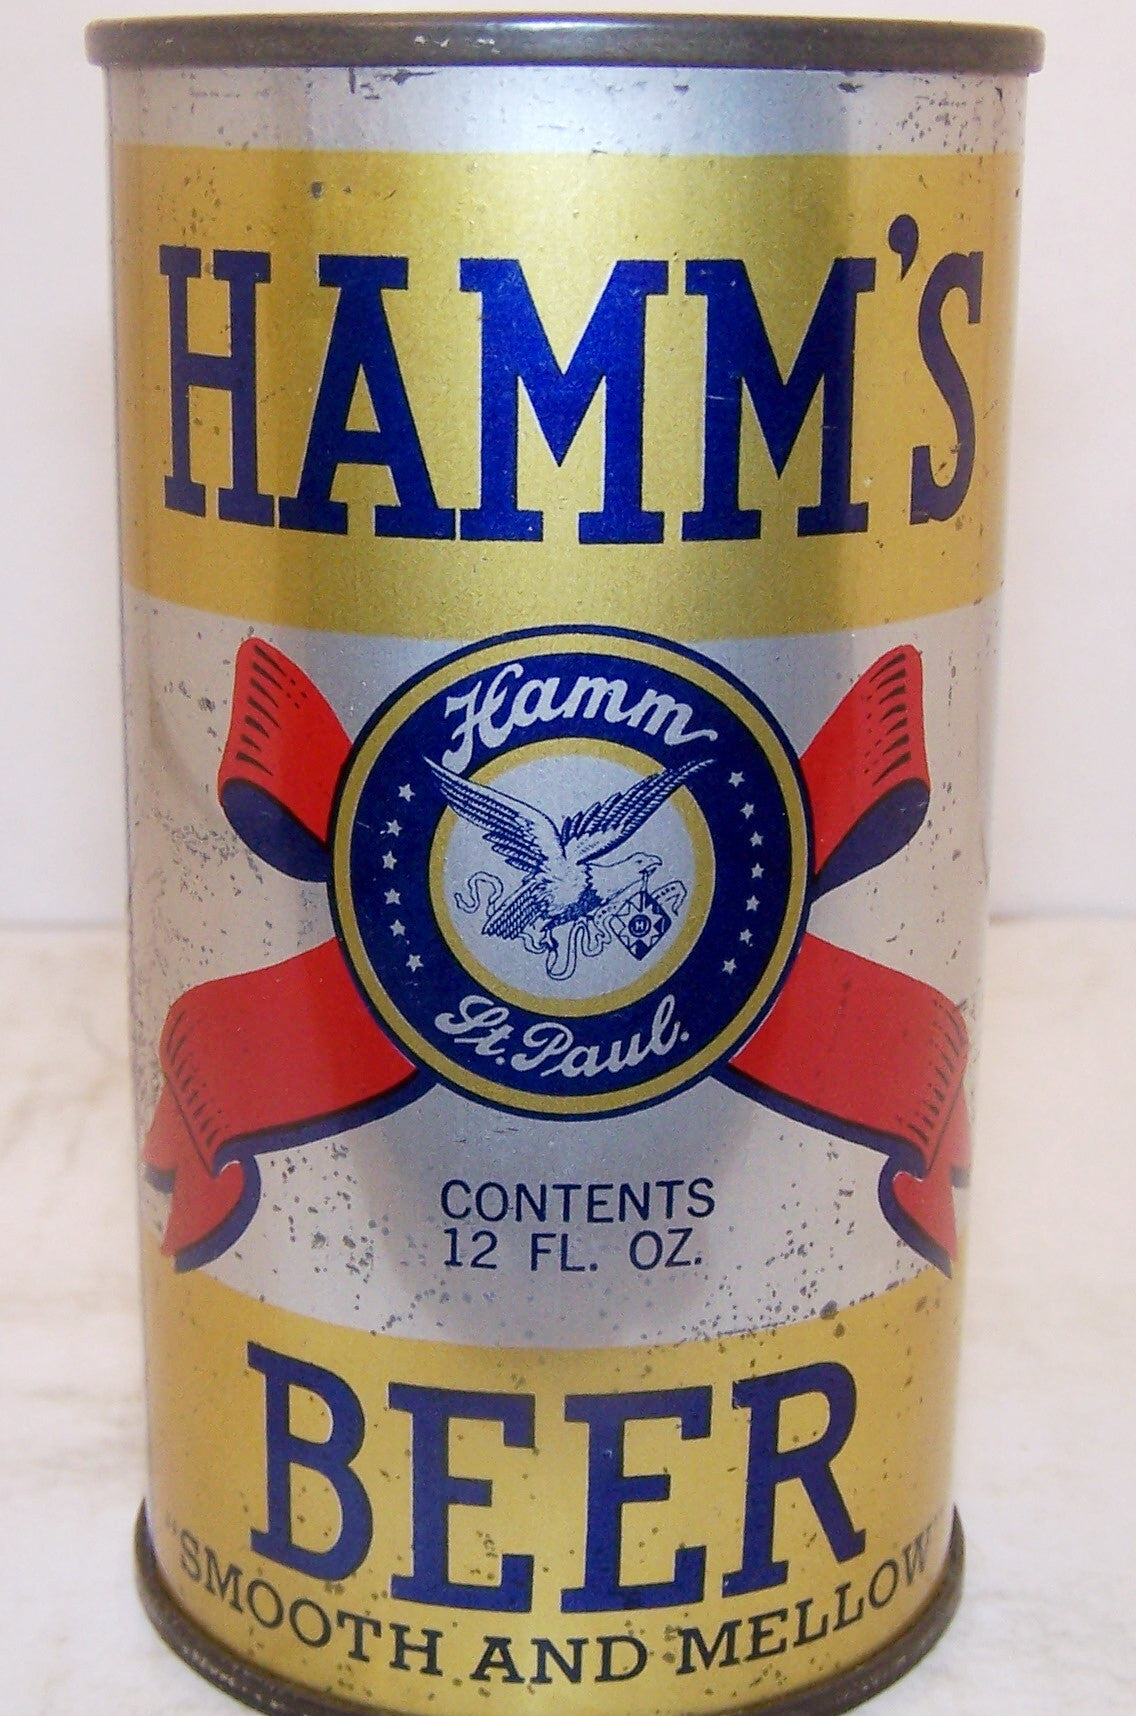 HAMM'S
Hamm
H
St. Paul.
CONTENTS
12 FL. OZ.
BEER
"SMOOTH AND MELLOW"